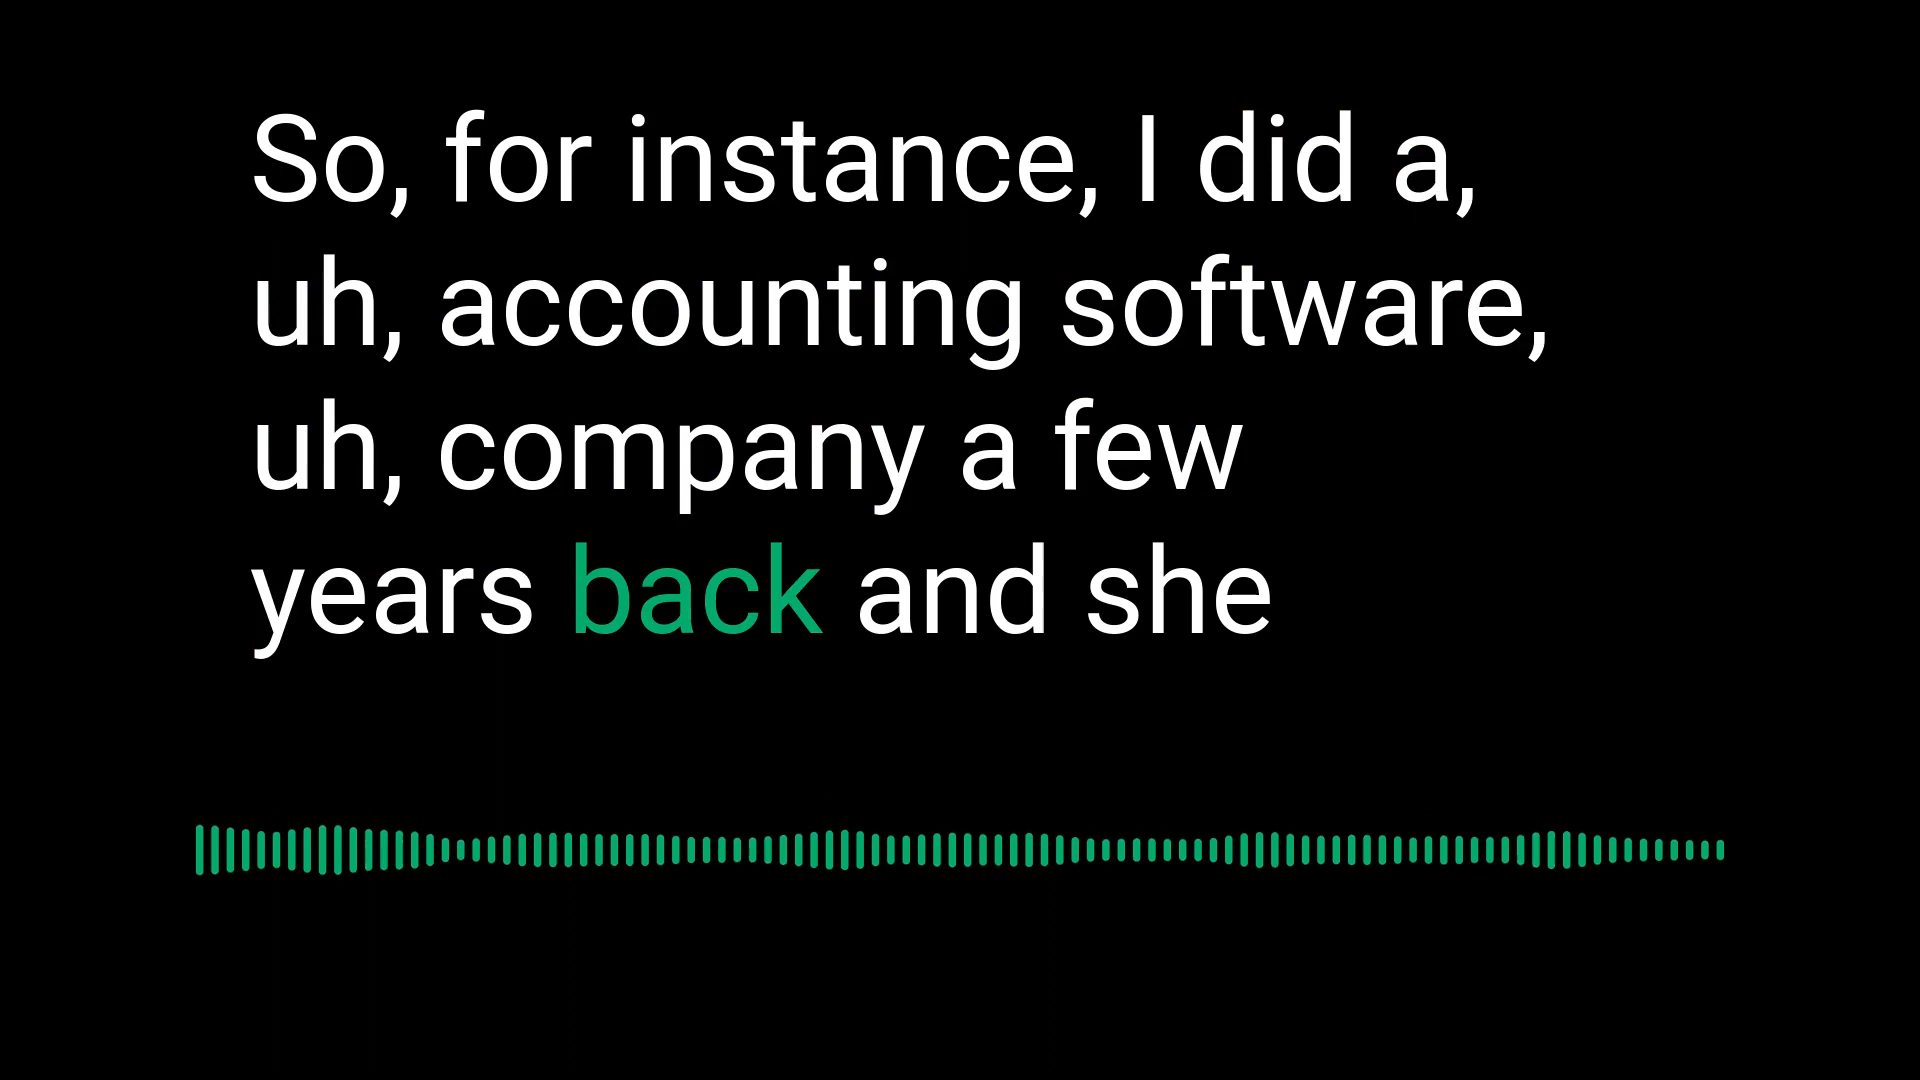 So, for instance, I did a,
uh, accounting software,
uh, company a few
years back and she